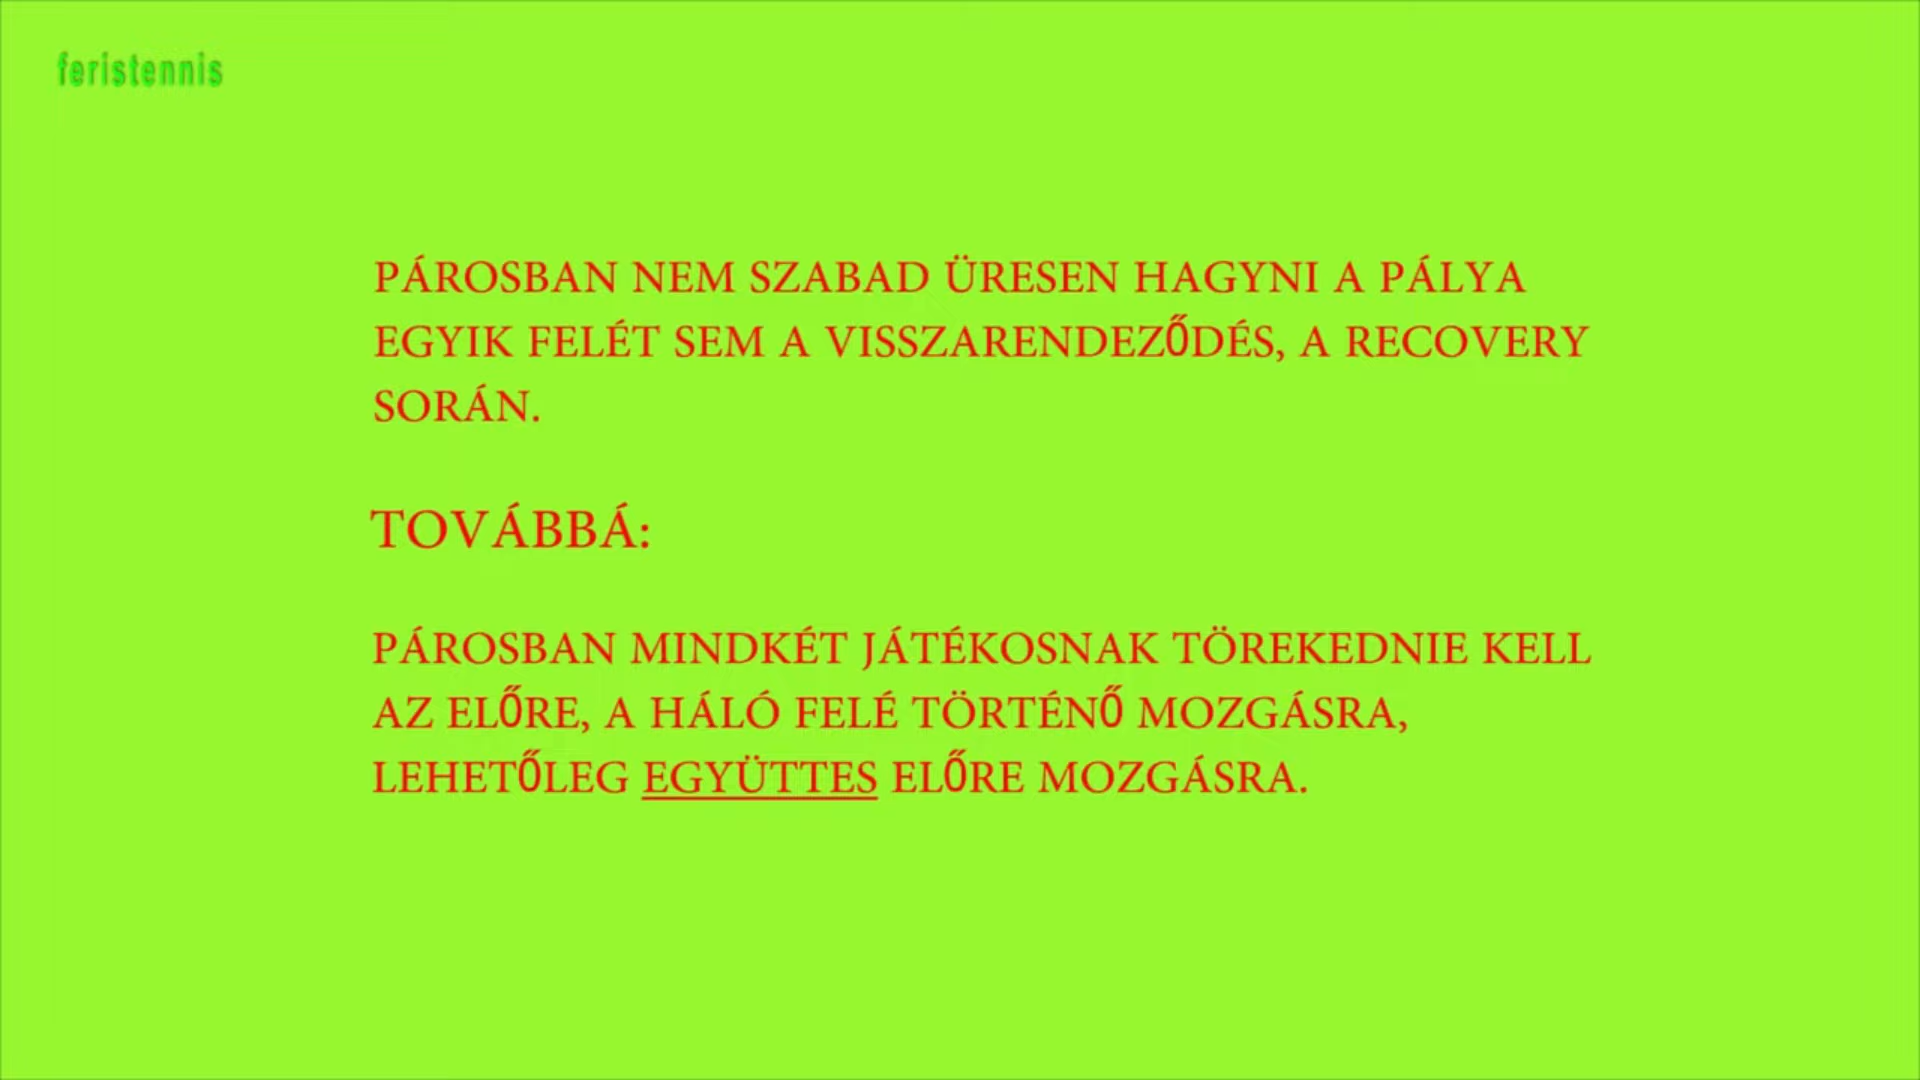 feristennis
PÁROSBAN NEM SZABAD ÜRESEN HAGYNI A PÁLYA
EGYIK FELÉT SEM A VISSZARENDEZŐDÉS, A RECOVERY
SORÁN.
TOVÁBBÁ:
PÁROSBAN MINDKÉT JÁTÉKOSNAK TÖREKEDNIE KELL
AZ ELŐRE, A HÁLÓ FELÉ TÖRTÉNŐ MOZGÁSRA,
LEHETŐLEG EGYÜTTES ELŐRE MOZGÁSRA.